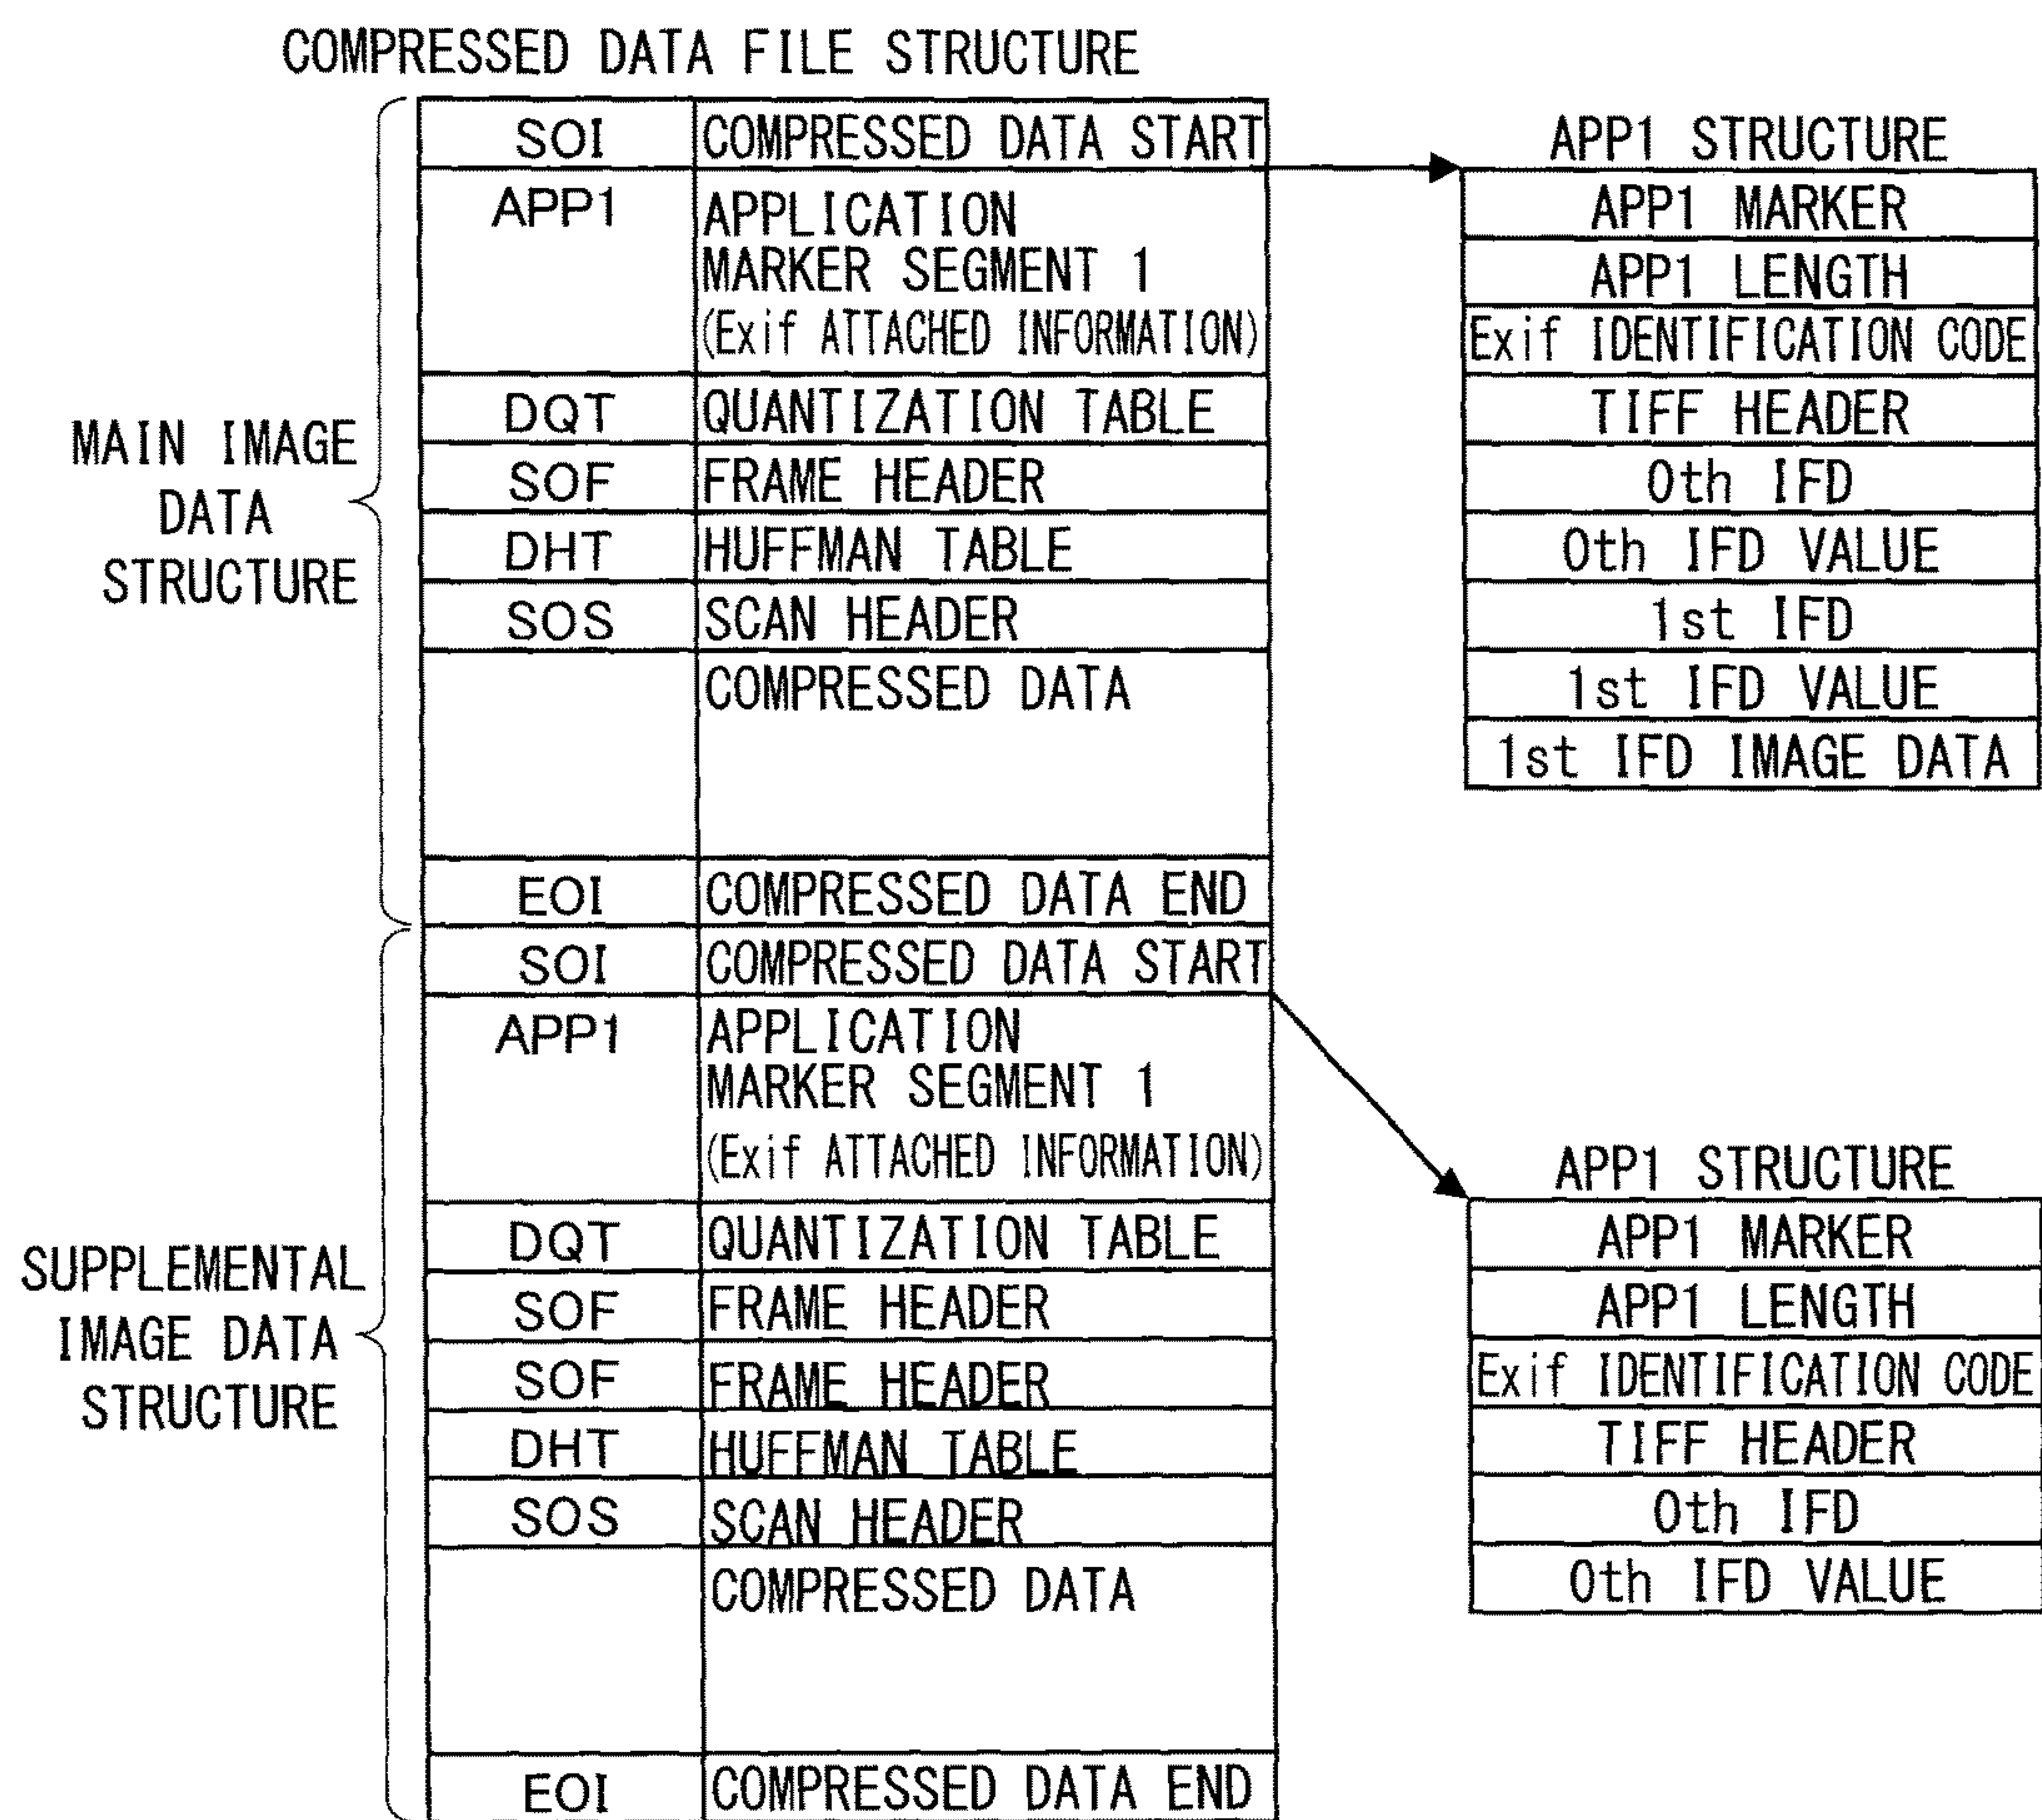 COMPRESSED DATA FILE STRUCTURE
MAIN IMAGE
DATA
STRUCTURE
SOI COMPRESSED DATA START
APP1 APPLICATION
MARKER SEGMENT 1
(Exif ATTACHED INFORMATION)
DQT QUANTIZATION TABLE
SOF FRAME HEADER
DHT HUFFMAN TABLE
SOS SCAN HEADER
COMPRESSED DATA
EOI COMPRESSED DATA END
APP1 STRUCTURE
APP1 MARKER
APP1 LENGTH
Exif IDENTIFICATION CODE
TIFF HEADER
0th IFD
0th IFD VALUE
1st IFD
1st IFD VALUE
1st IFD IMAGE DATA
SUPPLEMENTAL
IMAGE DATA
STRUCTURE
SOI COMPRESSED DATA START
APP1 APPLICATION
MARKER SEGMENT 1
(Exif ATTACHED INFORMATION)
DQT QUANTIZATION TABLE
SOF FRAME HEADER
SOF FRAME HEADER
DHT HUFFMAN TABLE
SOS SCAN HEADER
COMPRESSED DATA
EOI COMPRESSED DATA END
APP1 STRUCTURE
APP1 MARKER
APP1 LENGTH
Exif IDENTIFICATION CODE
TIFF HEADER
0th IFD
0th IFD VALUE